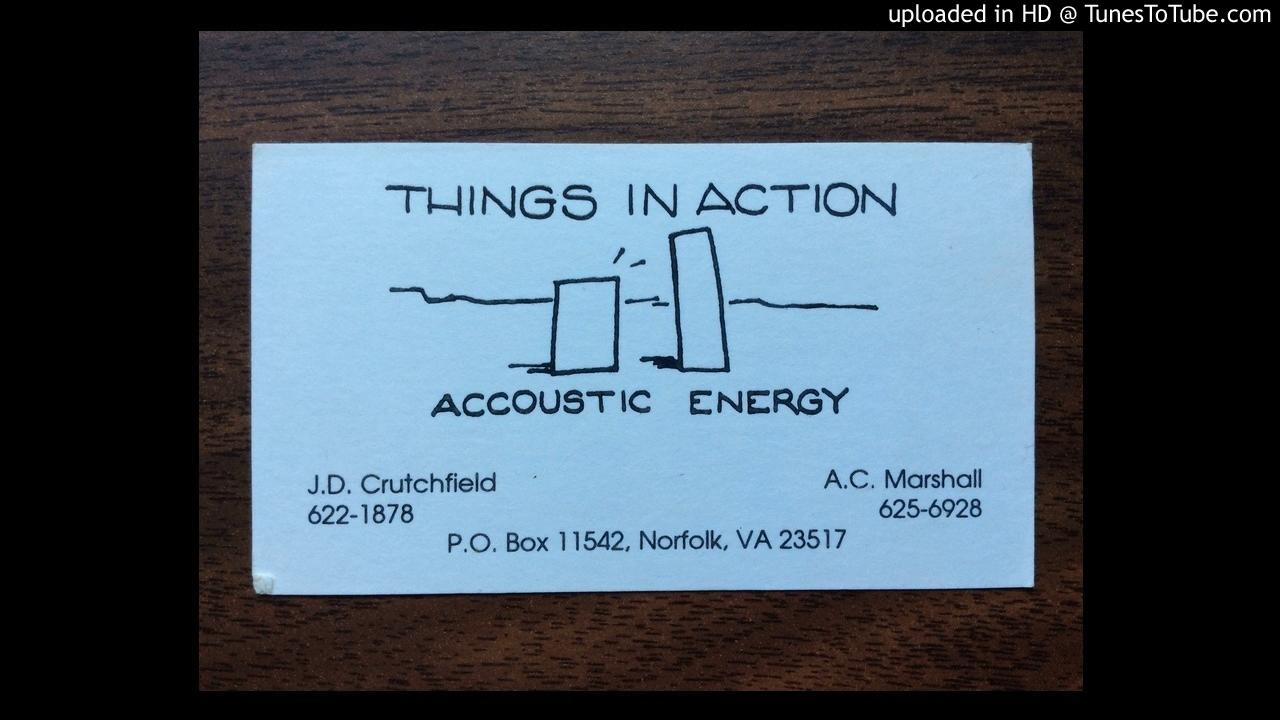 uploaded in HD @ TunesToTube.com
THINGS IN ACTION
ACCOUSTIC ENERGY
J.D. Crutchfield
622-1878
A.C. Marshall
625-6928
P.O. Box 11542, Norfolk, VA 23517